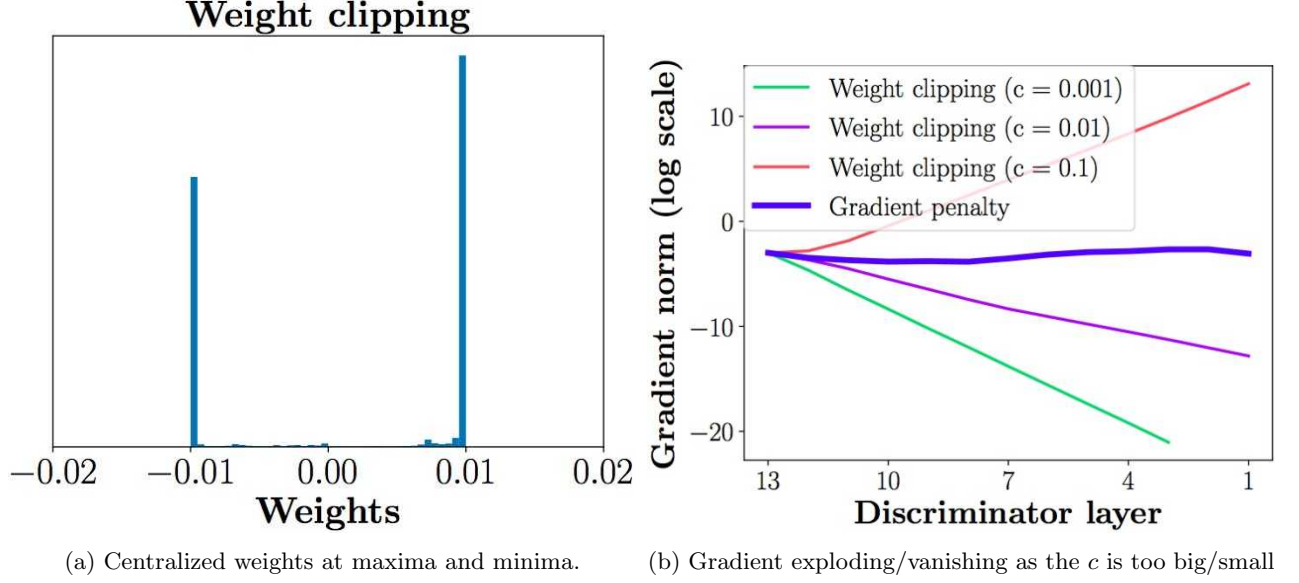 Weight clipping
−0.02 −0.01 0.00 0.01 0.02
Weights
(a) Centralized weights at maxima and minima.
Gradient norm (log scale)
10
0
−10
−20
Weight clipping (c = 0.001)
Weight clipping (c = 0.01)
Weight clipping (c = 0.1)
Gradient penalty
13 10 7 4 1
Discriminator layer
(b) Gradient exploding/vanishing as the c is too big/small